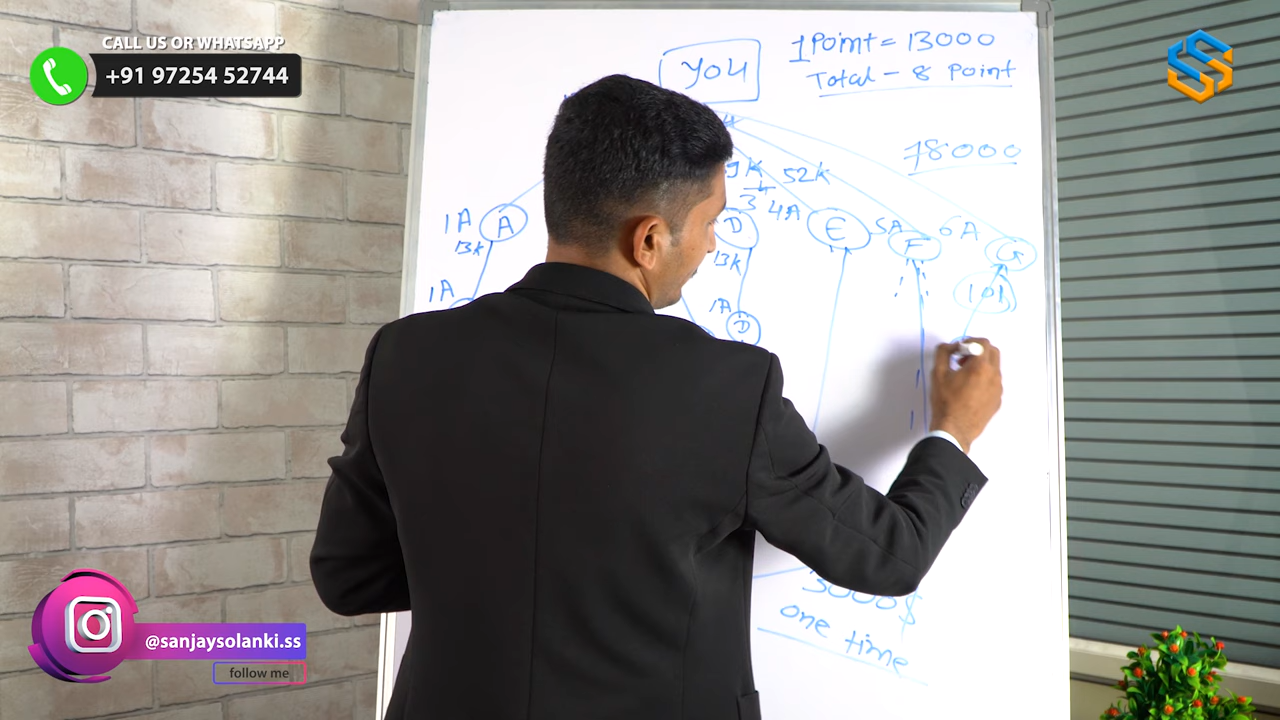 CALL US OR WHATSAPP
+91 97254 52744
YOU
1 Point = 13000
Total - 8 Point
78000
9K
52K
3
4A
5A
6A
1A
A
13K
D
E
F
G
13K
101
1A
1A
D
3000$
one time
@sanjaysolanki.ss
follow me